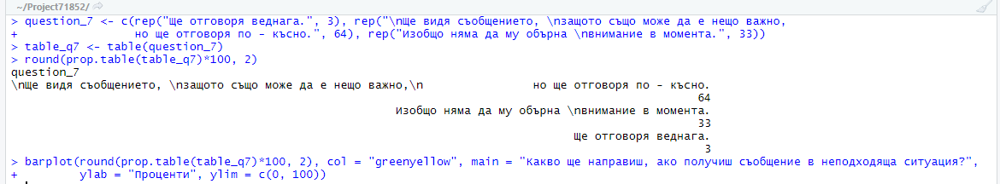 ~/Project71852/
> question_7 <- c(rep("Ще отговоря веднага.", 3), rep("\nЩе видя съобщението, \nзащото също може да е нещо важно,
+ но ще отговоря по - късно.", 64), rep("Изобщо няма да му обърна \nвнимание в момента.", 33))
> table_q7 <- table(question_7)
> round(prop.table(table_q7)*100, 2)
question_7
\nЩе видя съобщението, \nзащото също може да е нещо важно,\n                 но ще отговоря по - късно.
64
Изобщо няма да му обърна \nвнимание в момента.
33
Ще отговоря веднага.
3
> barplot(round(prop.table(table_q7)*100, 2), col = "greenyellow", main = "Какво ще направиш, ако получиш съобщение в неподходяща ситуация?",
+ ylab = "Проценти", ylim = c(0, 100))